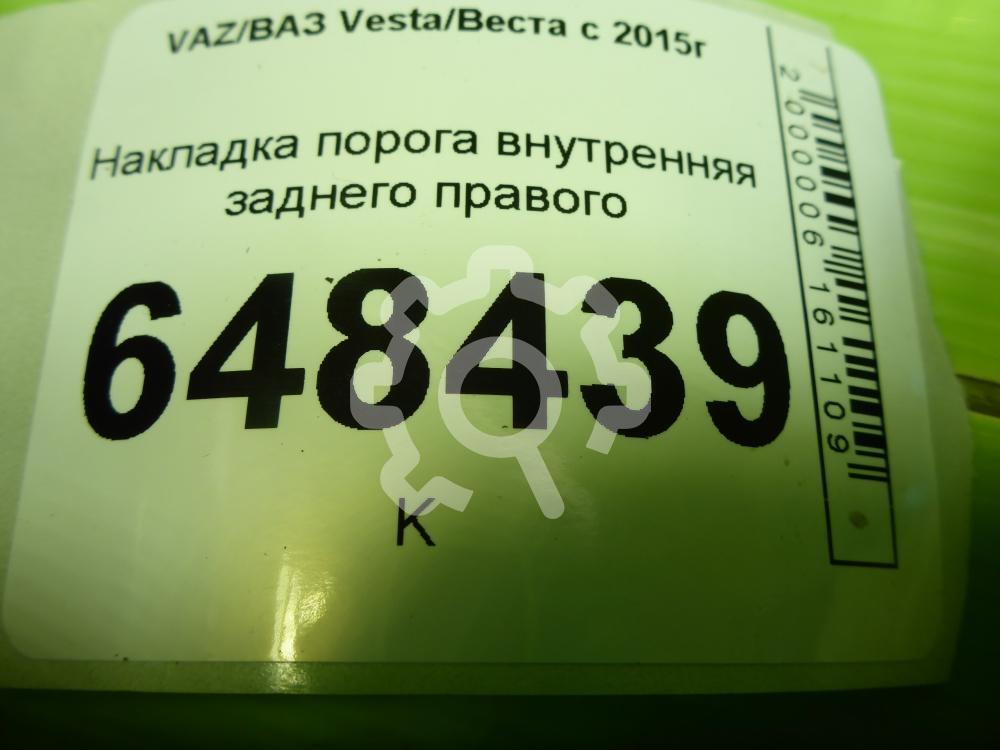 VAZ/ВАЗ Vesta/Веста с 2015г
Накладка порога внутренняя
заднего правого
648439
К
2000006161109